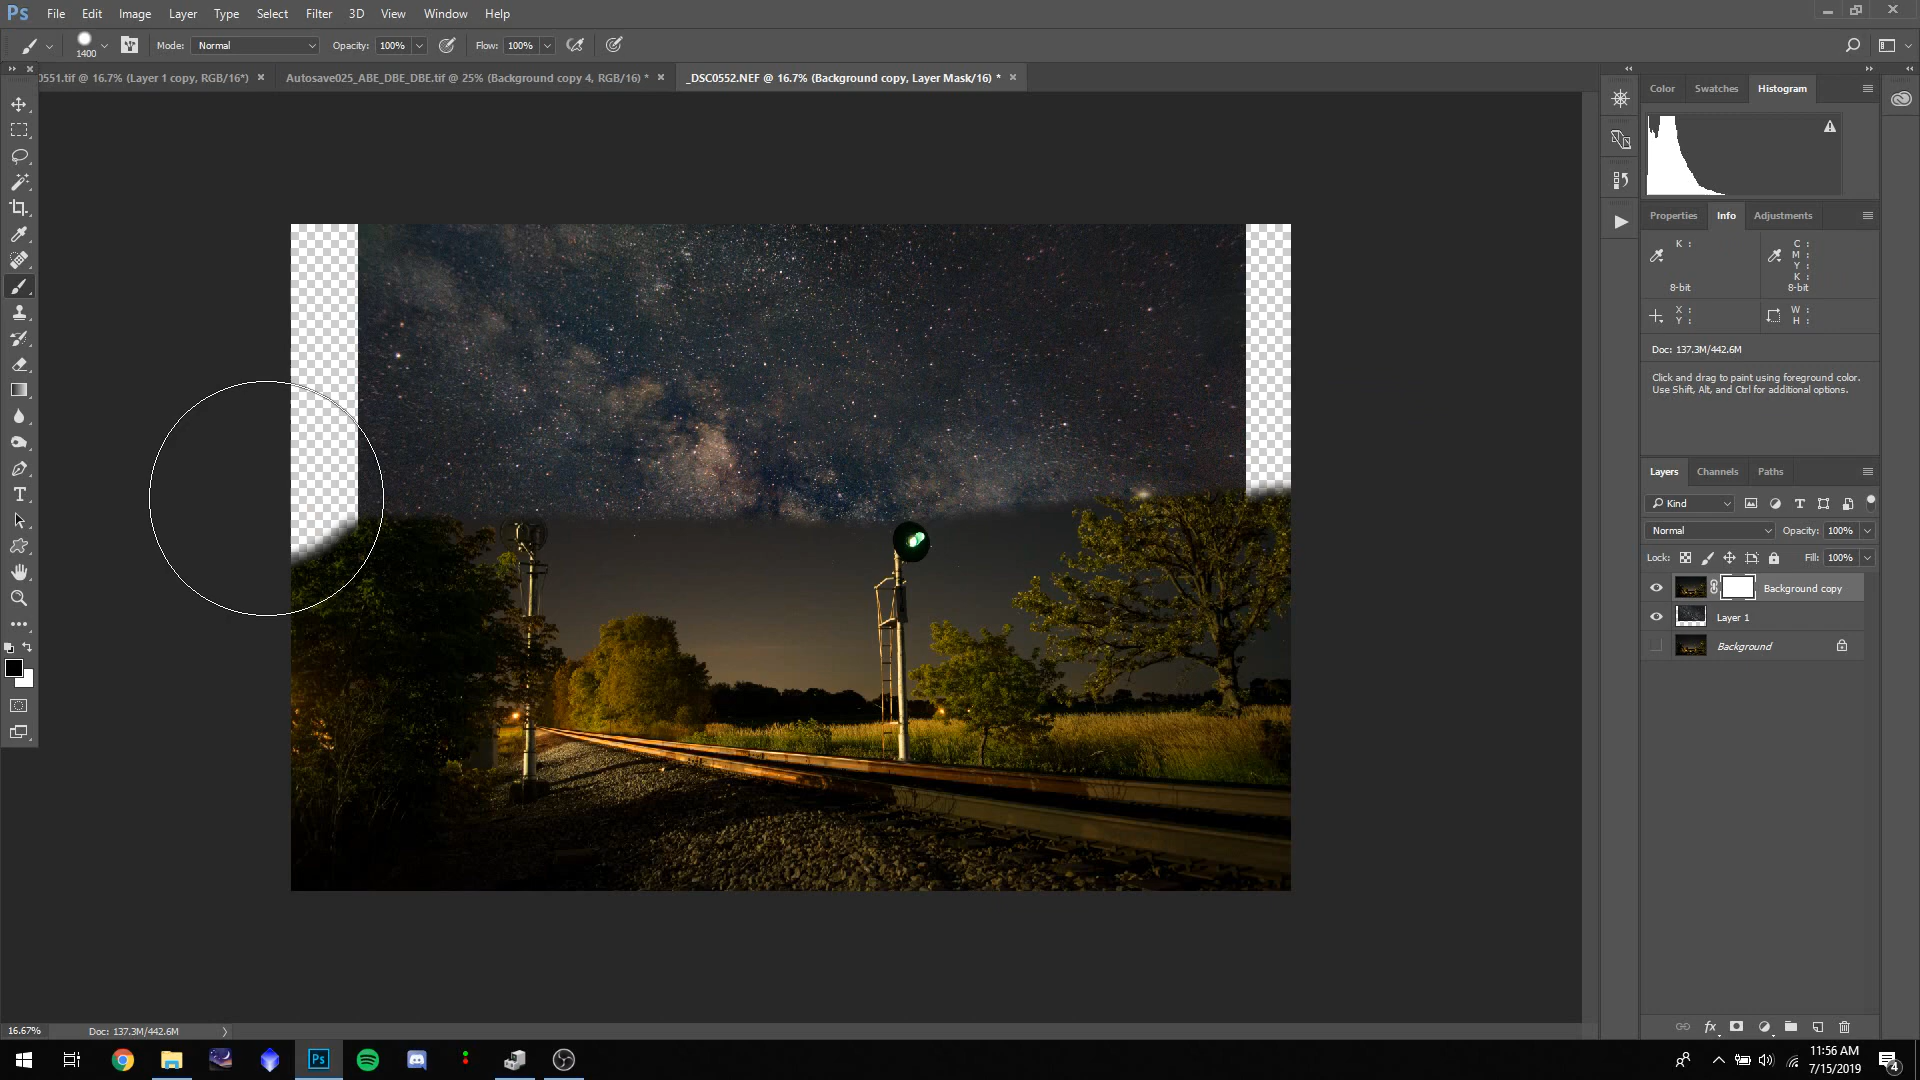 Ps File Edit Image Layer Type Select Filter 3D View Window Help
1400 Mode: Normal Opacity: 100% Flow: 100%
0551.tif @ 16.7% (Layer 1 copy, RGB/16*) Autosave025_ABE_DBE_DBE.tif @ 25% (Background copy 4, RGB/16) * _DSC0552.NEF @ 16.7% (Background copy, Layer Mask/16) *
Color Swatches Histogram
Properties Info Adjustments
K :
C :
M :
Y :
K :
8-bit 8-bit
X : W :
Y : H :
Doc: 137.3M/442.6M
Click and drag to paint using foreground color.
Use Shift, Alt, and Ctrl for additional options.
Layers Channels Paths
Kind
Normal Opacity: 100%
Lock: Fill: 100%
Background copy
Layer 1
Background
fx
16.67% Doc: 137.3M/442.6M
Ps
11:56 AM
7/15/2019
4